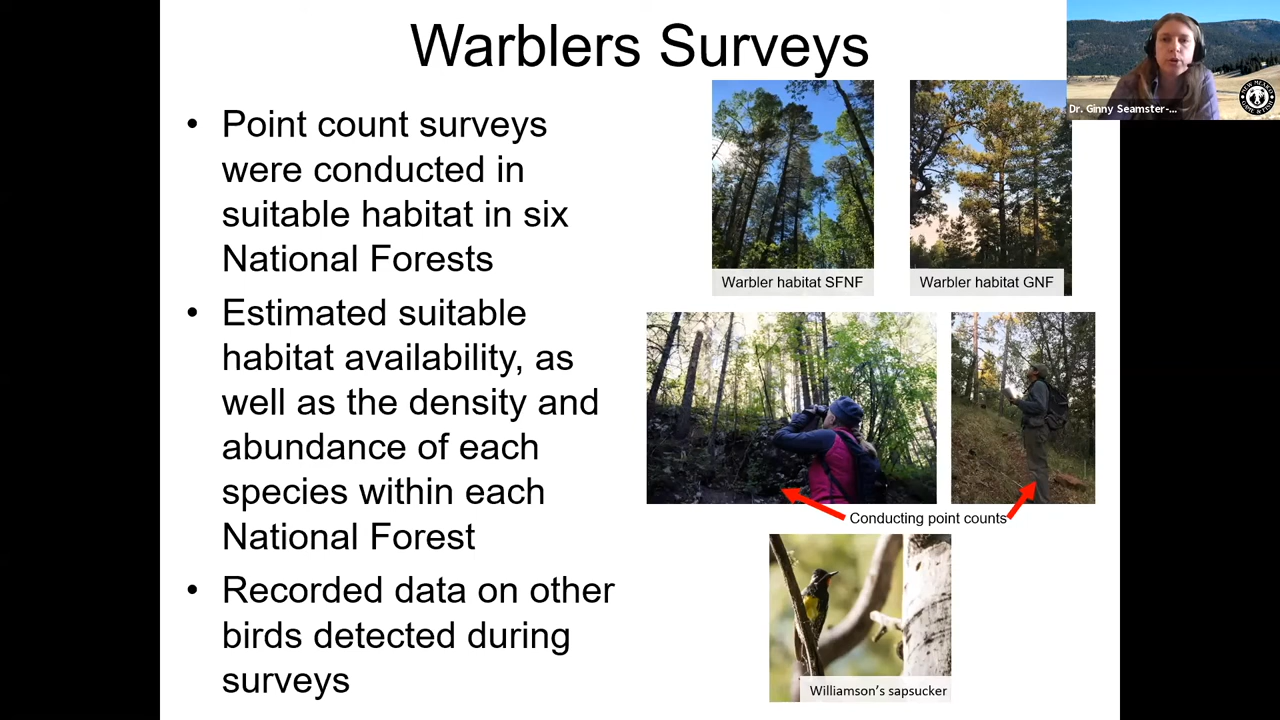 Warblers Surveys
Dr. Ginny Seamster-...
• Point count surveys
were conducted in
suitable habitat in six
National Forests
• Estimated suitable
habitat availability, as
well as the density and
abundance of each
species within each
National Forest
• Recorded data on other
birds detected during
surveys
Warbler habitat SFNF
Warbler habitat GNF
Conducting point counts
Williamson's sapsucker